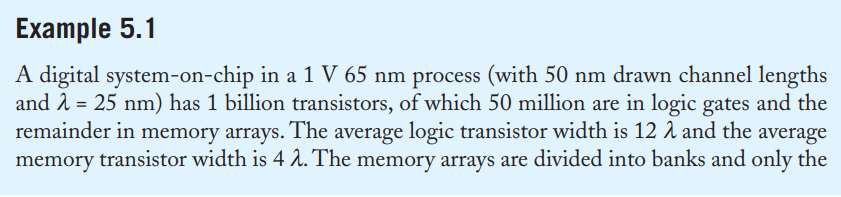 Example 5.1
A digital system-on-chip in a 1 V 65 nm process (with 50 nm drawn channel lengths
and λ = 25 nm) has 1 billion transistors, of which 50 million are in logic gates and the
remainder in memory arrays. The average logic transistor width is 12 λ and the average
memory transistor width is 4 λ. The memory arrays are divided into banks and only the